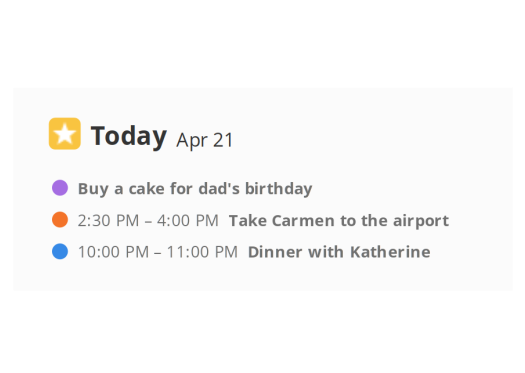 Today Apr 21
Buy a cake for dad's birthday
2:30 PM – 4:00 PM Take Carmen to the airport
10:00 PM – 11:00 PM Dinner with Katherine